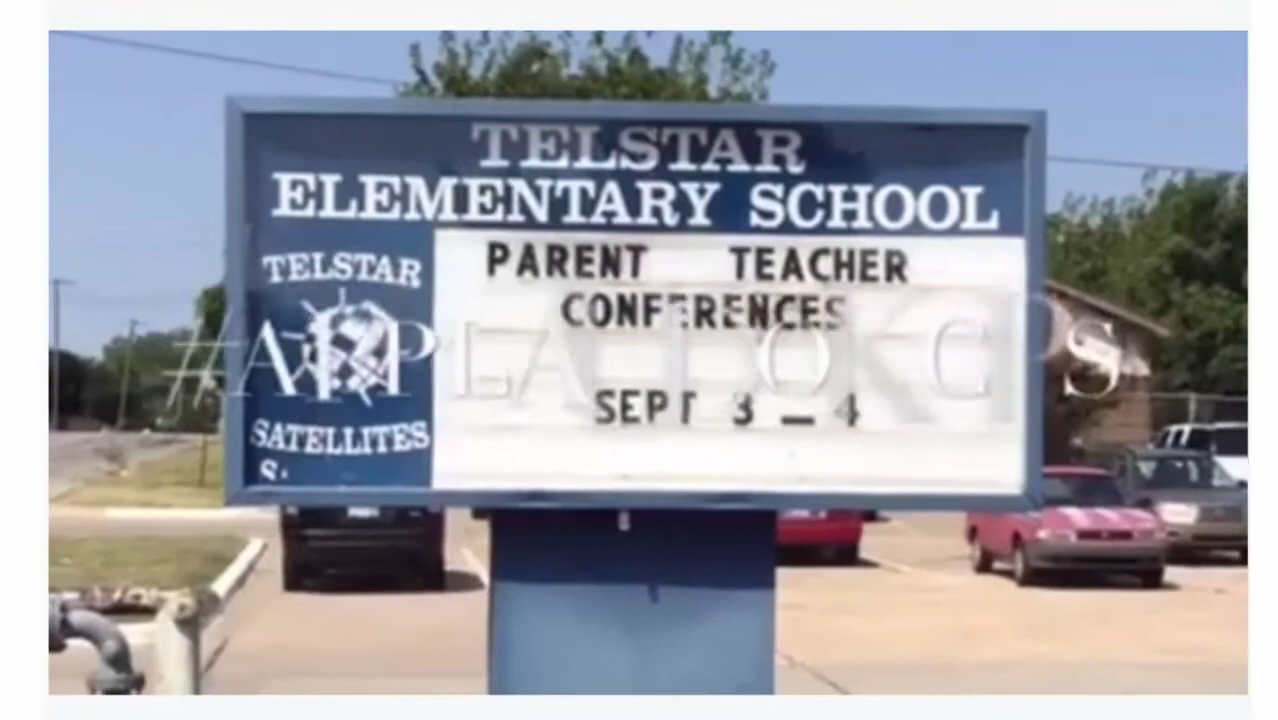 TELSTAR
ELEMENTARY SCHOOL
TELSTAR
SATELLITES
PARENT TEACHER
CONFERENCES
SEPT 3 – 4